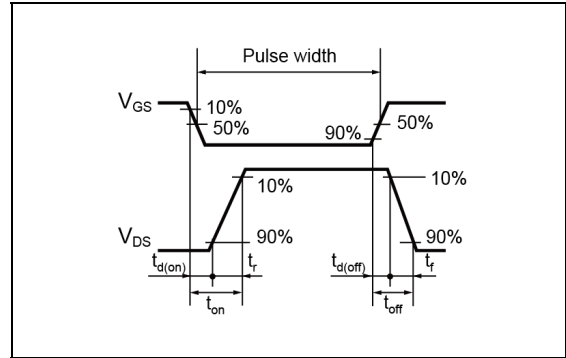 Pulse width
VGS
10%
50%
90%
50%
10%
10%
VDS
90%
90%
td(on)
tr
td(off)
tf
ton
toff